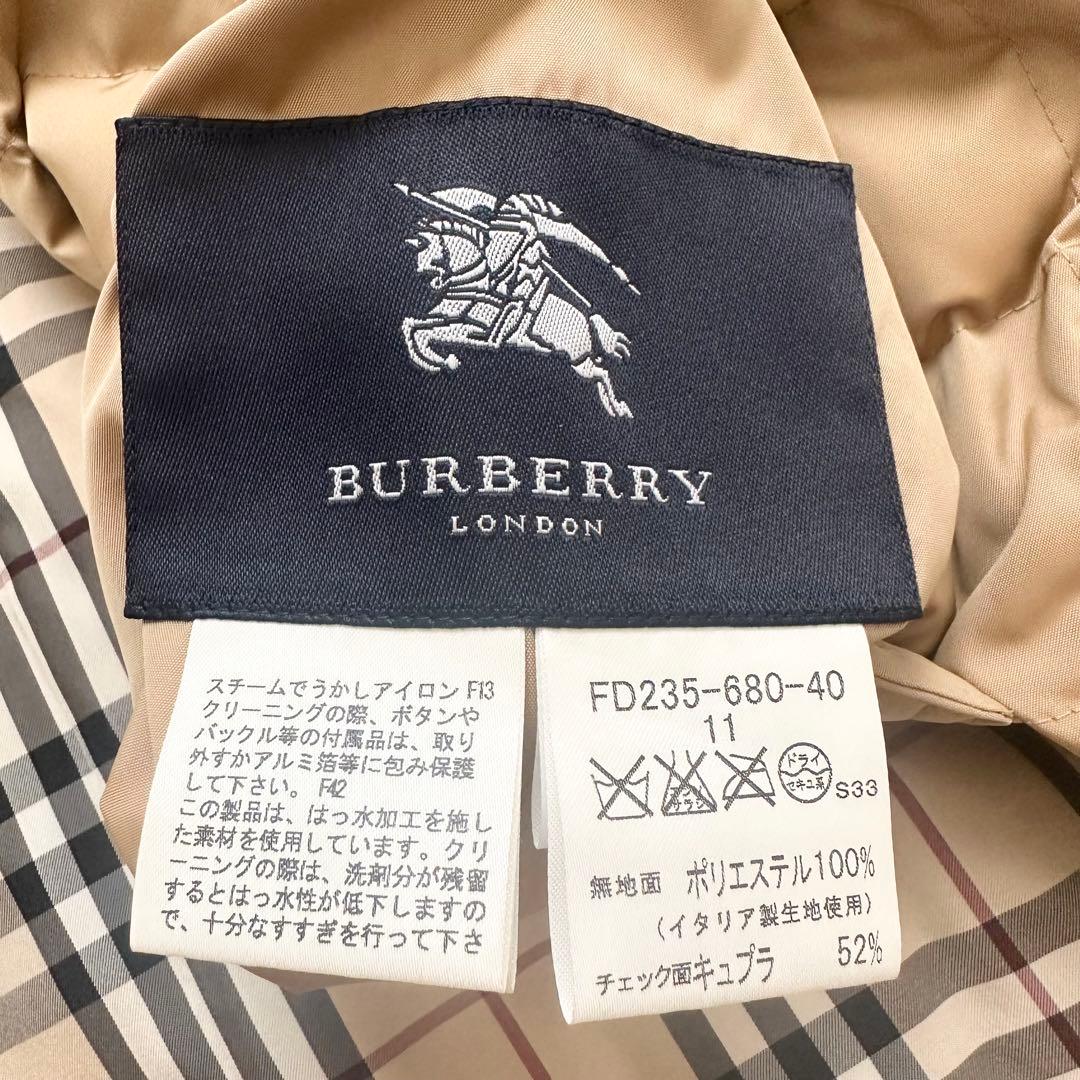 BURBERRY
LONDON
スチームでうかしアイロン F13
クリーニングの際、ボタンや
バックル等の付属品は、取り
外すかアルミ箔等に包み保護
して下さい。 F42
この製品は、はっ水加工を施し
た素材を使用しています。クリ
ーニングの際は、洗剤分が残留
するとはっ水性が低下しますの
で、十分なすすぎを行って下さ
FD235-680-40
11
エンソ
サラシ
ドライ
セキユ系
S33
無地面 ポリエステル100%
(イタリア製生地使用)
チェック面キュプラ 52%